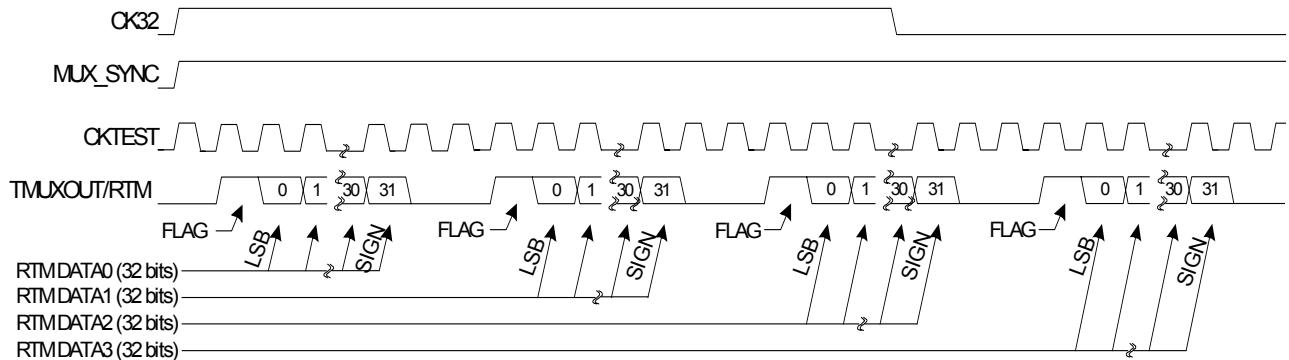 CK32
MUX_SYNC
CKTEST
TMUXOUT/RTM 0 1 30 31 0 1 30 31 0 1 30 31 0 1 30 31
FLAG FLAG FLAG FLAG
LSB SIGN LSB SIGN LSB SIGN LSB SIGN
RTM DATA0 (32 bits)
RTM DATA1 (32 bits)
RTM DATA2 (32 bits)
RTM DATA3 (32 bits)